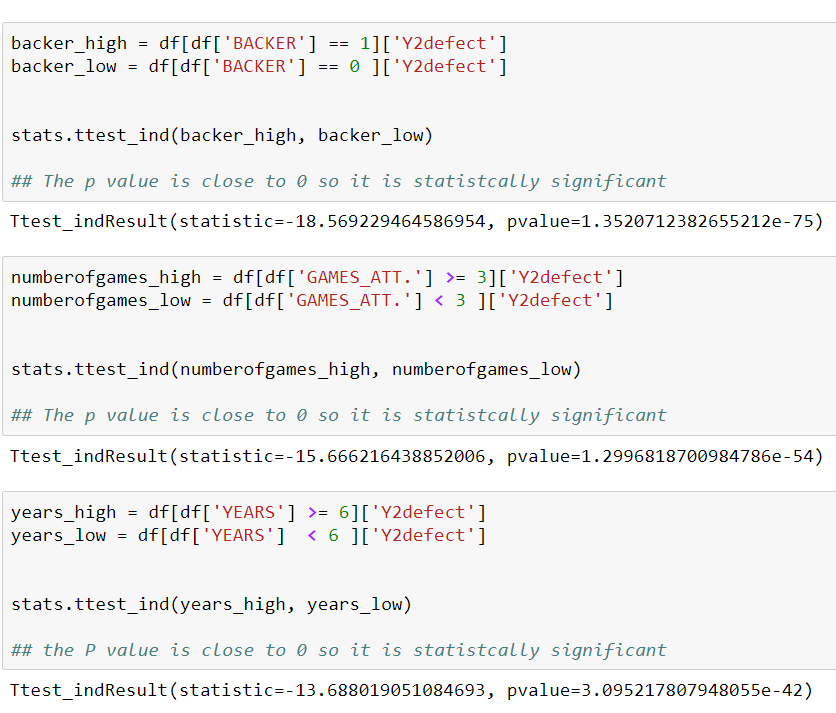 backer_high = df[df['BACKER'] == 1]['Y2defect']
backer_low = df[df['BACKER'] == 0 ]['Y2defect']
stats.ttest_ind(backer_high, backer_low)
## The p value is close to 0 so it is statistcally significant
Ttest_indResult(statistic=-18.569229464586954, pvalue=1.3520712382655212e-75)
numberofgames_high = df[df['GAMES_ATT.'] >= 3]['Y2defect']
numberofgames_low = df[df['GAMES_ATT.'] < 3 ]['Y2defect']
stats.ttest_ind(numberofgames_high, numberofgames_low)
## The p value is close to 0 so it is statistcally significant
Ttest_indResult(statistic=-15.666216438852006, pvalue=1.2996818700984786e-54)
years_high = df[df['YEARS'] >= 6]['Y2defect']
years_low = df[df['YEARS']  < 6 ]['Y2defect']
stats.ttest_ind(years_high, years_low)
## the P value is close to 0 so it is statistcally significant
Ttest_indResult(statistic=-13.688019051084693, pvalue=3.095217807948055e-42)